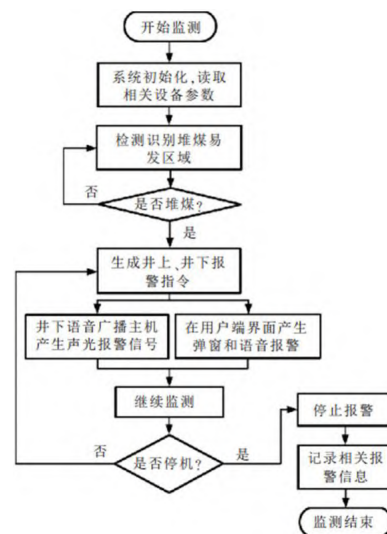 开始监测
系统初始化,读取
相关设备参数
检测识别堆煤易
发区域
否
是否堆煤?
是
生成井上、井下报
警指令
井下语音广播主机
产生声光报警信号
在用户端界面产生
弹窗和语音报警
继续监测
停止报警
否
是否停机?
是
记录相关报
警信息
监测结束